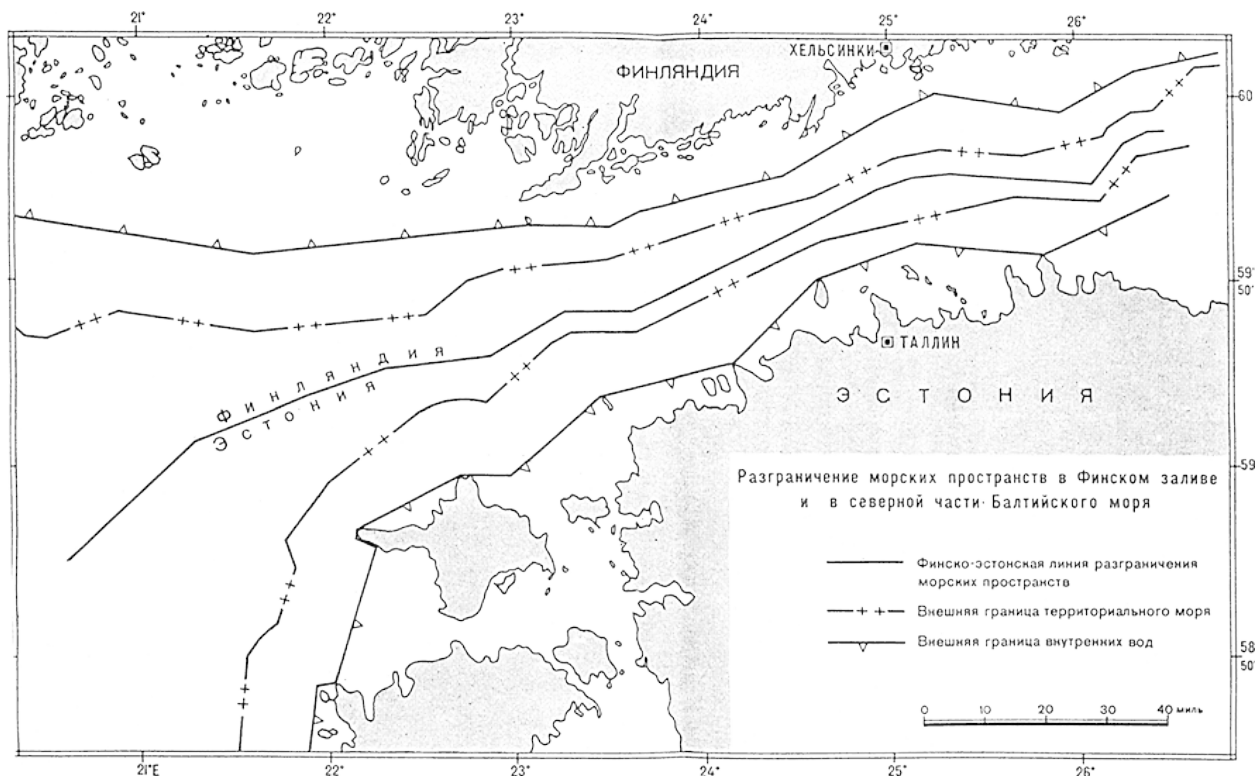 21° 22° 23° 24° 25° 26°
ХЕЛЬСИНКИ
ФИНЛЯНДИЯ
60
59°
50'
ФИНЛЯНДИЯ
ЭСТОНИЯ
ТАЛЛИН
ЭСТОНИЯ
59
Разграничение морских пространств в Финском заливе
и в северной части Балтийского моря
Финско-эстонская линия разграничения
морских пространств
Внешняя граница территориального моря
Внешняя граница внутренних вод
58
50'
0 10 20 30 40 миль
21°E 22° 23° 24° 25° 26°